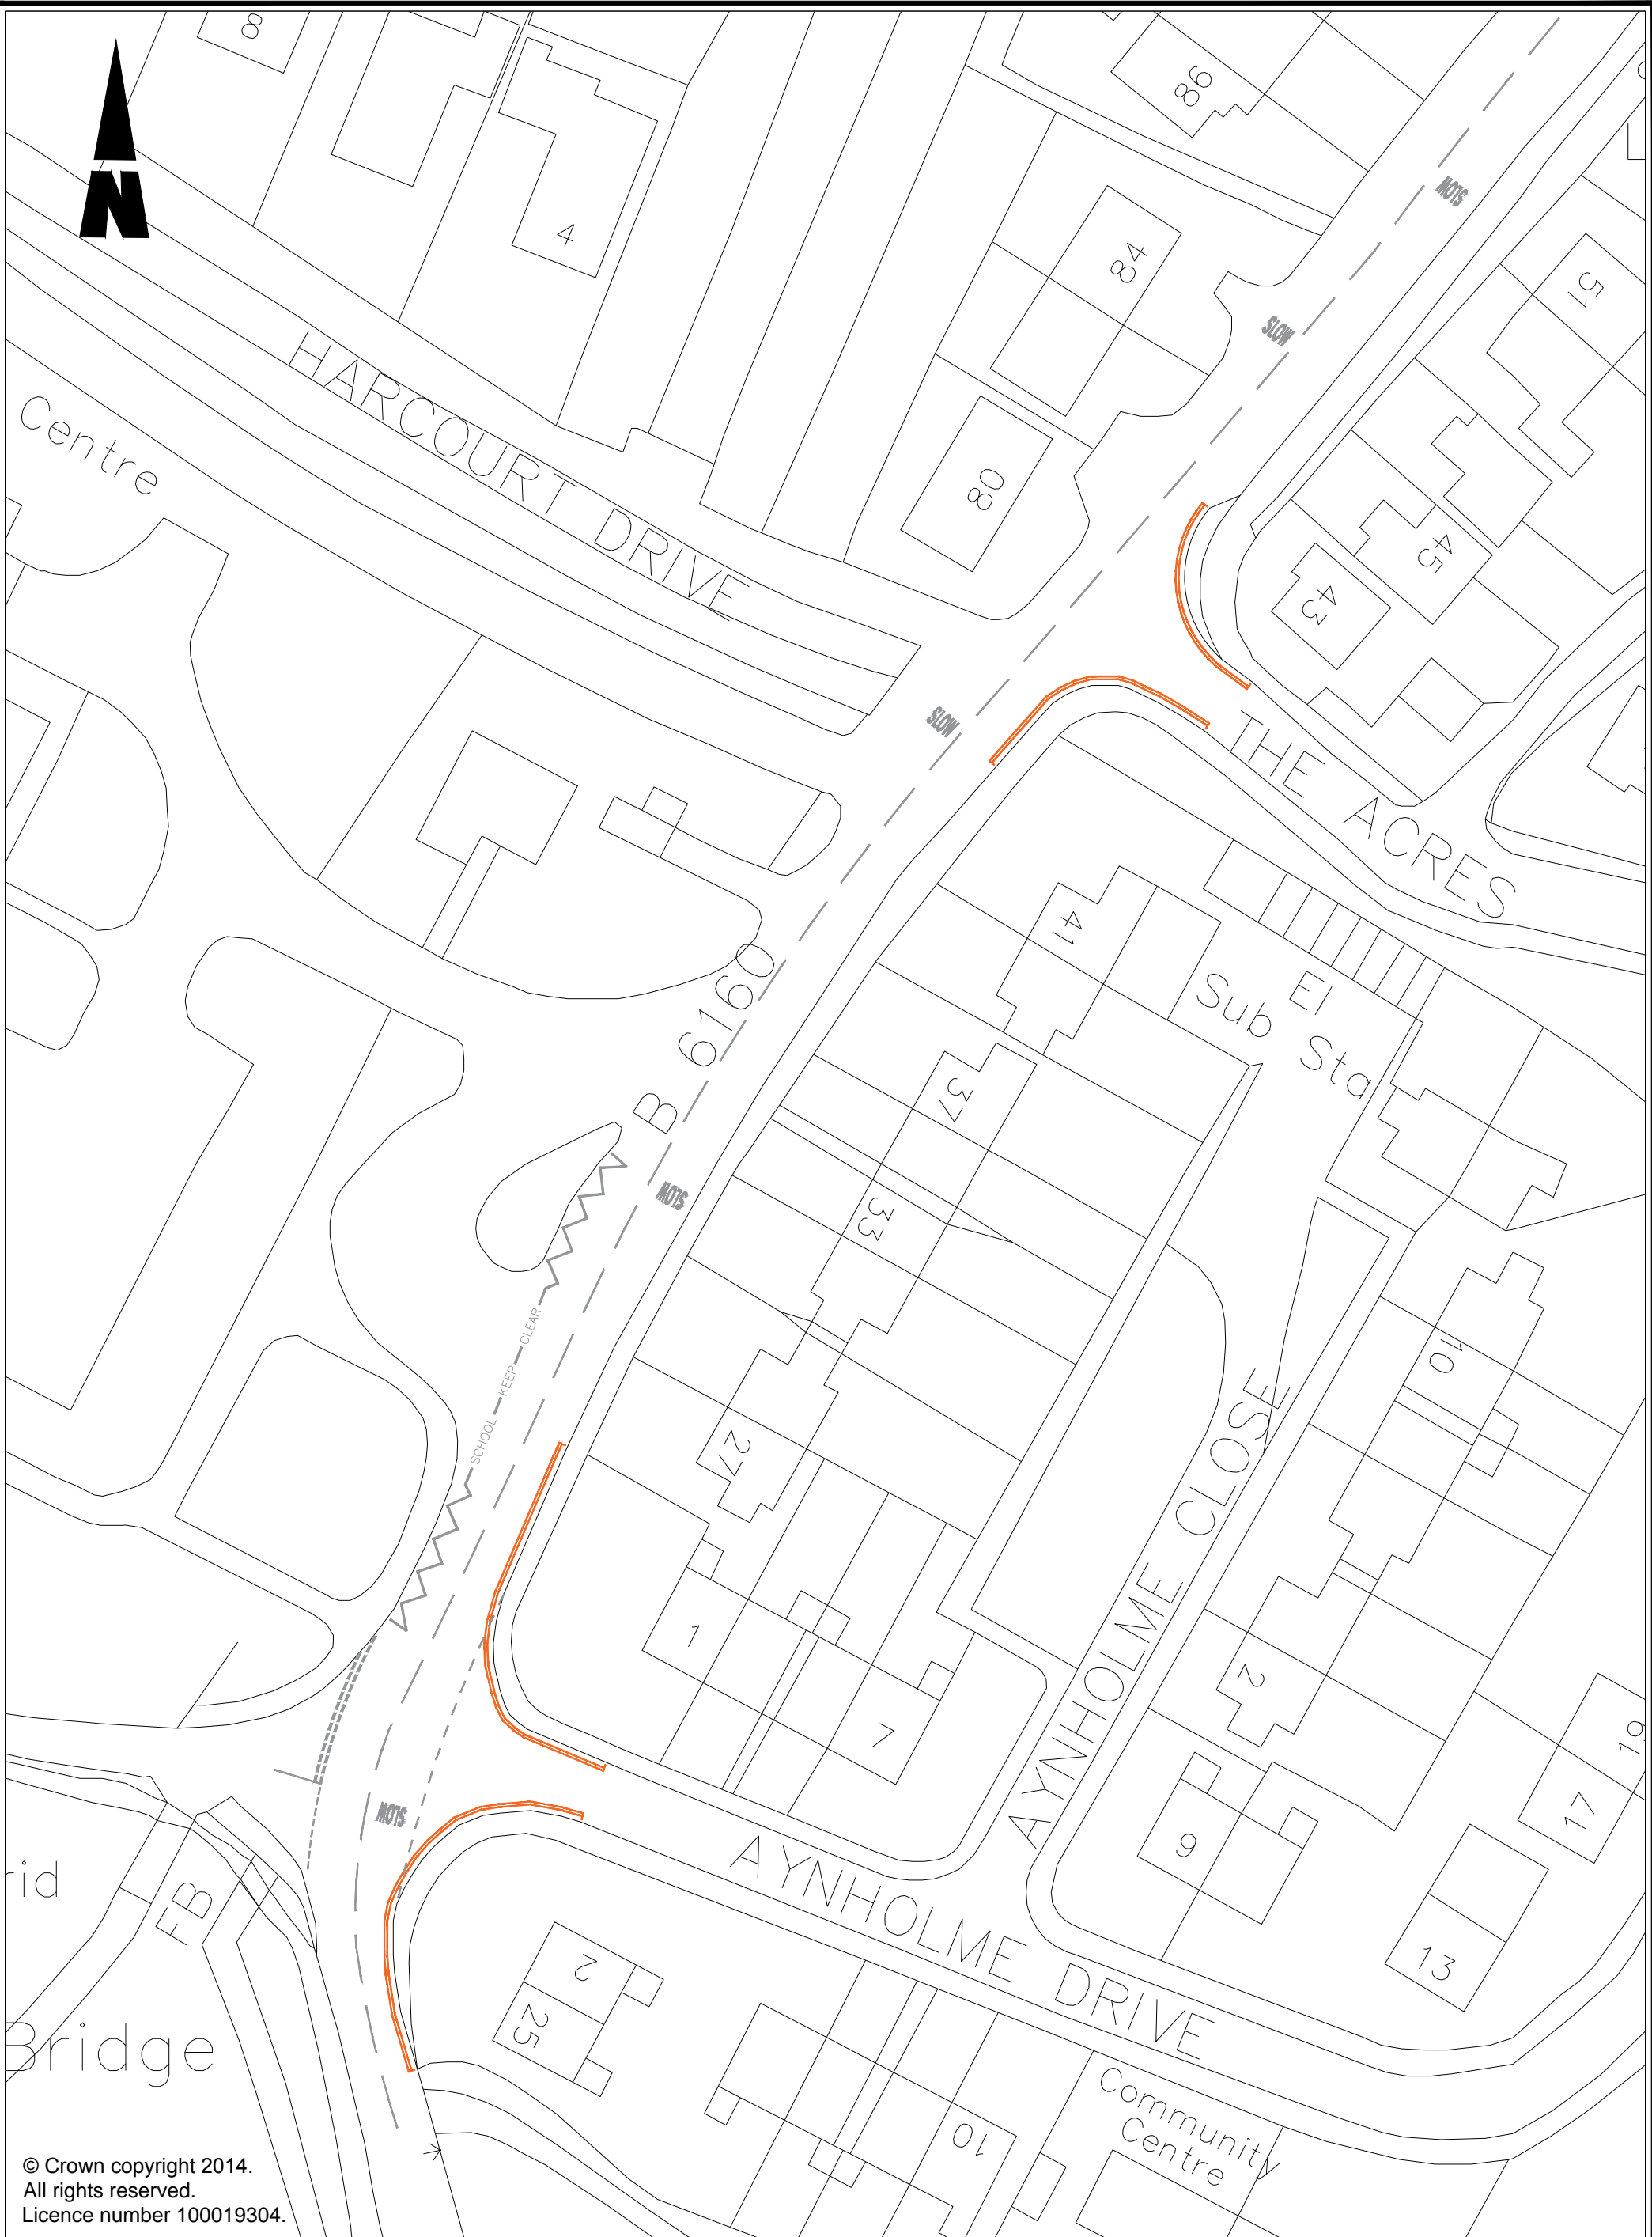 8
98
N
SLOW
4
84
51
SLOW
HARCOURT DRIVE
Centre
80
45
43
SLOW
THE ACRES
41
El
Sub Sta
B 6160
37
SLOW
33
SCHOOL KEEP CLEAR
10
27
AYNHOLME CLOSE
1
2
7
19
17
SLOW
9
AYNHOLME DRIVE
rid
FB
13
2
25
Bridge
Community
Centre
10
© Crown copyright 2014.
All rights reserved.
Licence number 100019304.